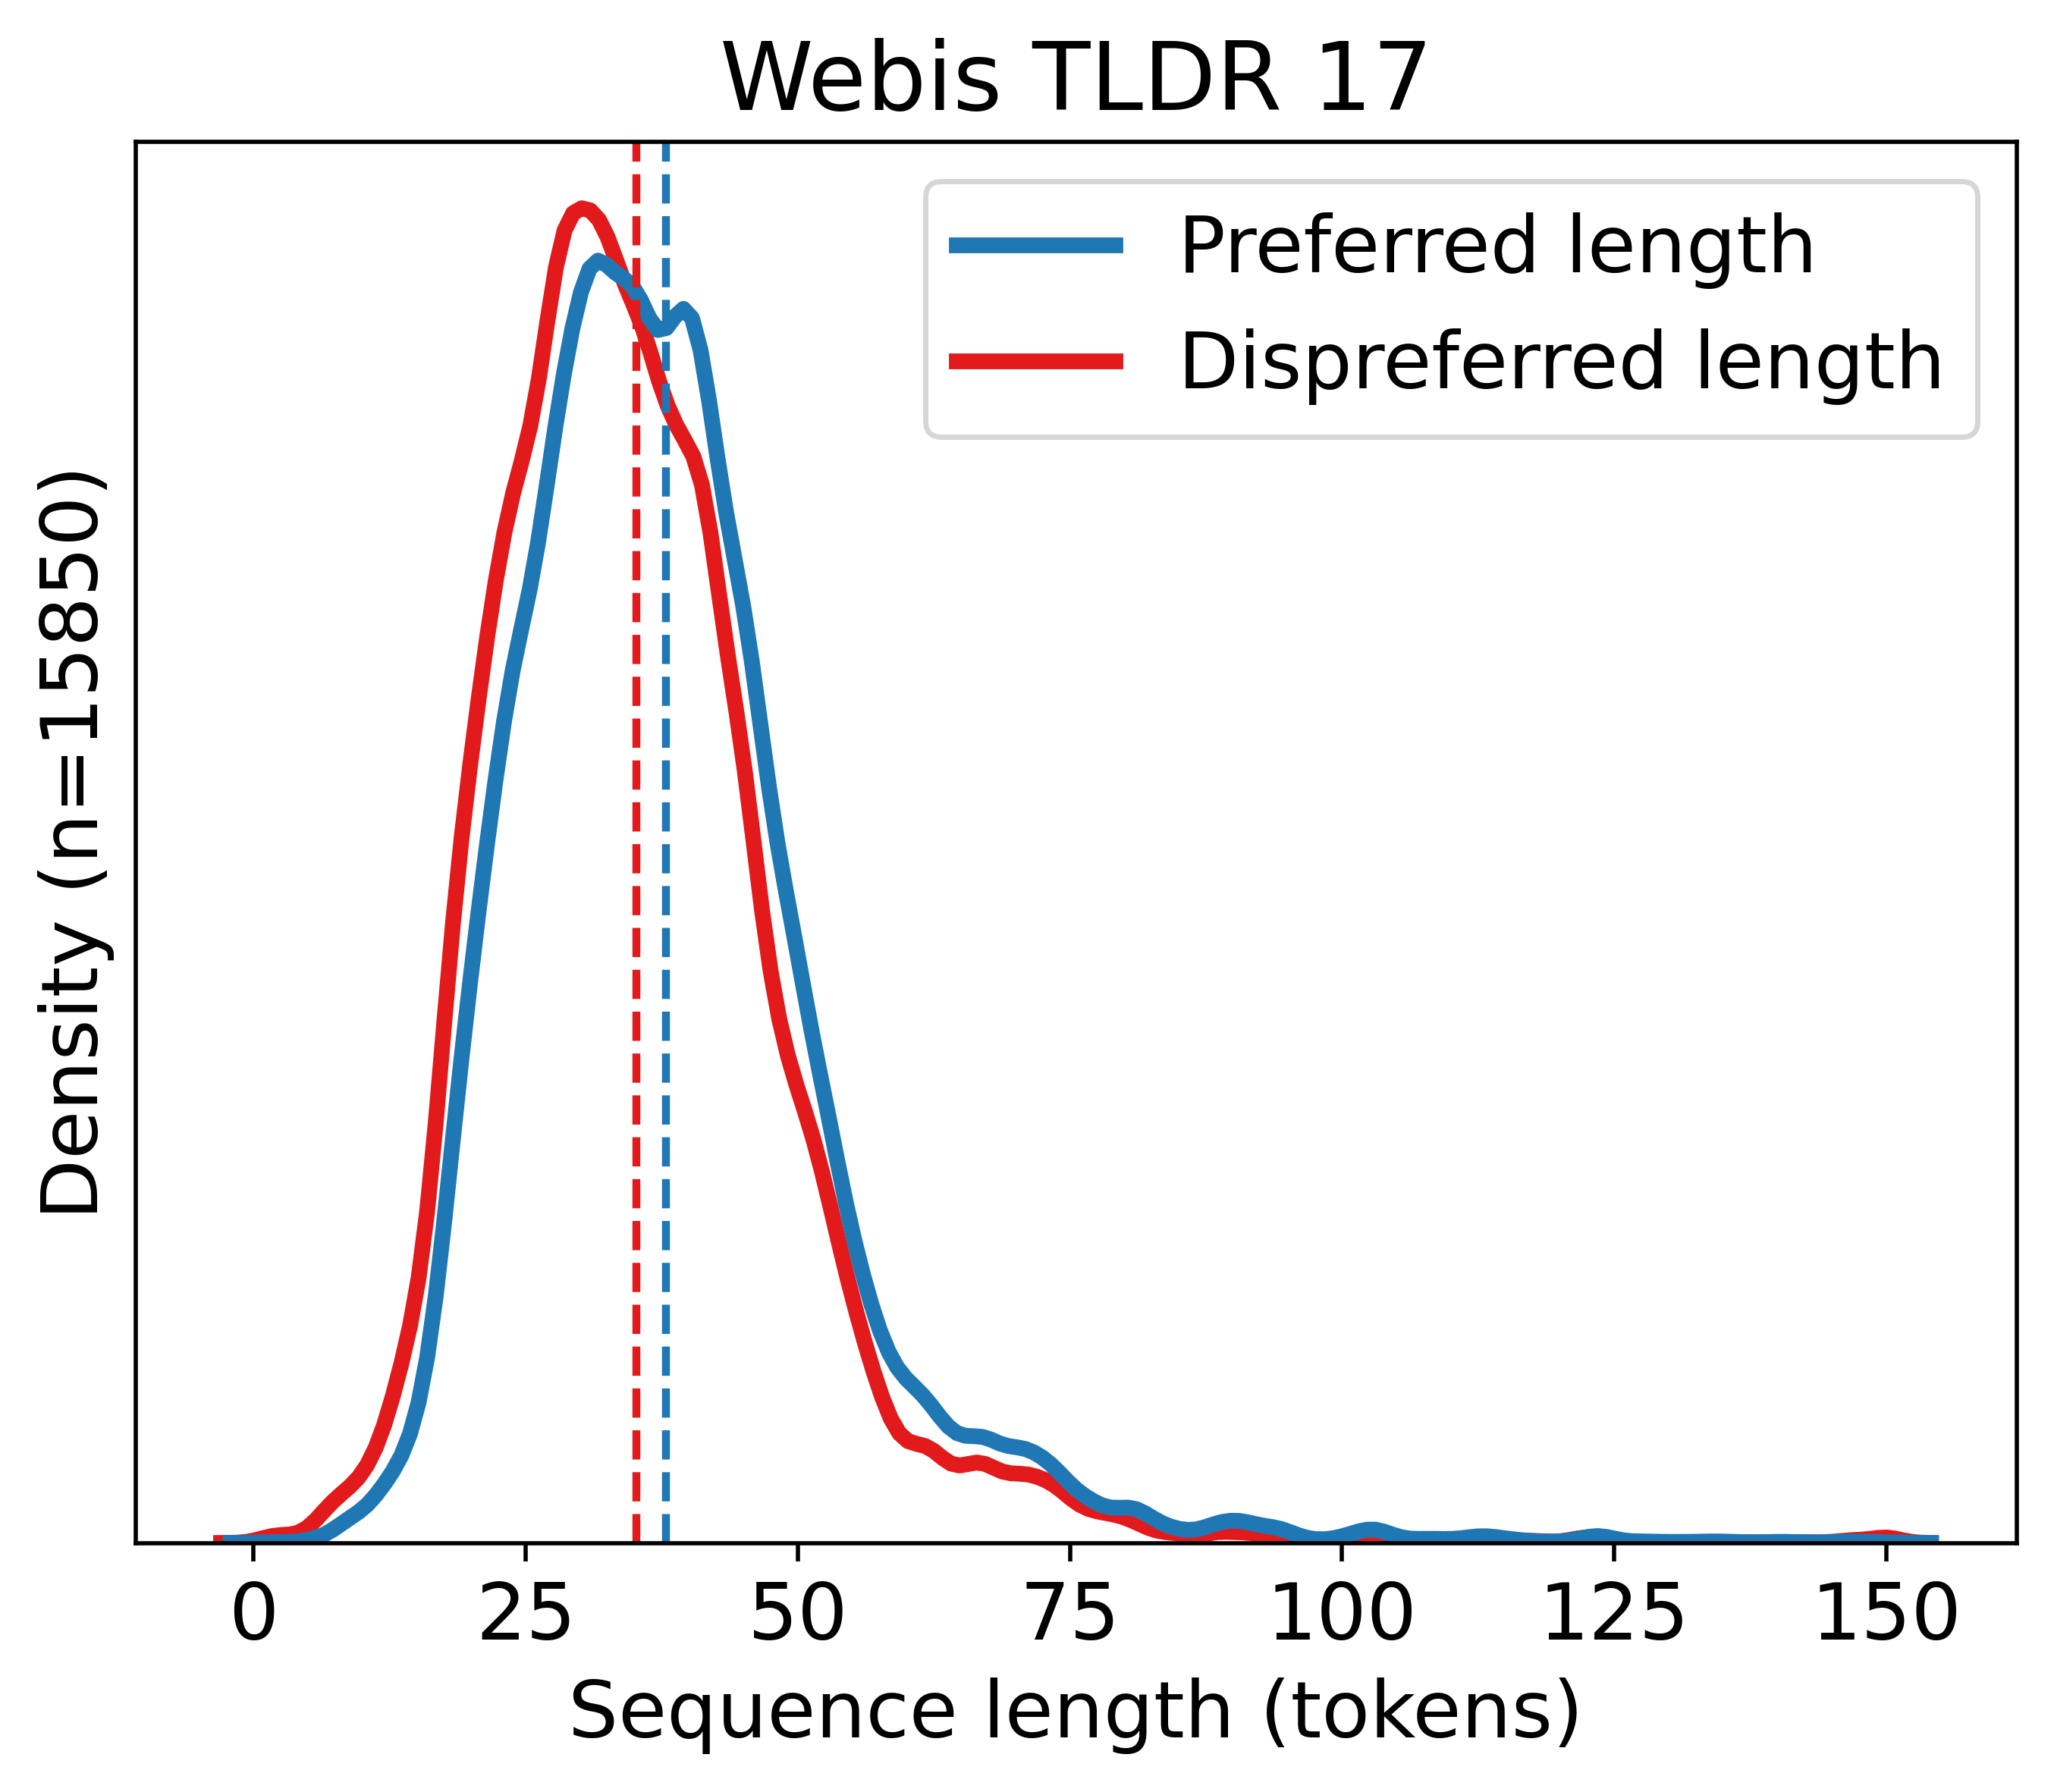 Webis TLDR 17
Preferred length
Dispreferred length
Density (n=15850)
0 25 50 75 100 125 150
Sequence length (tokens)